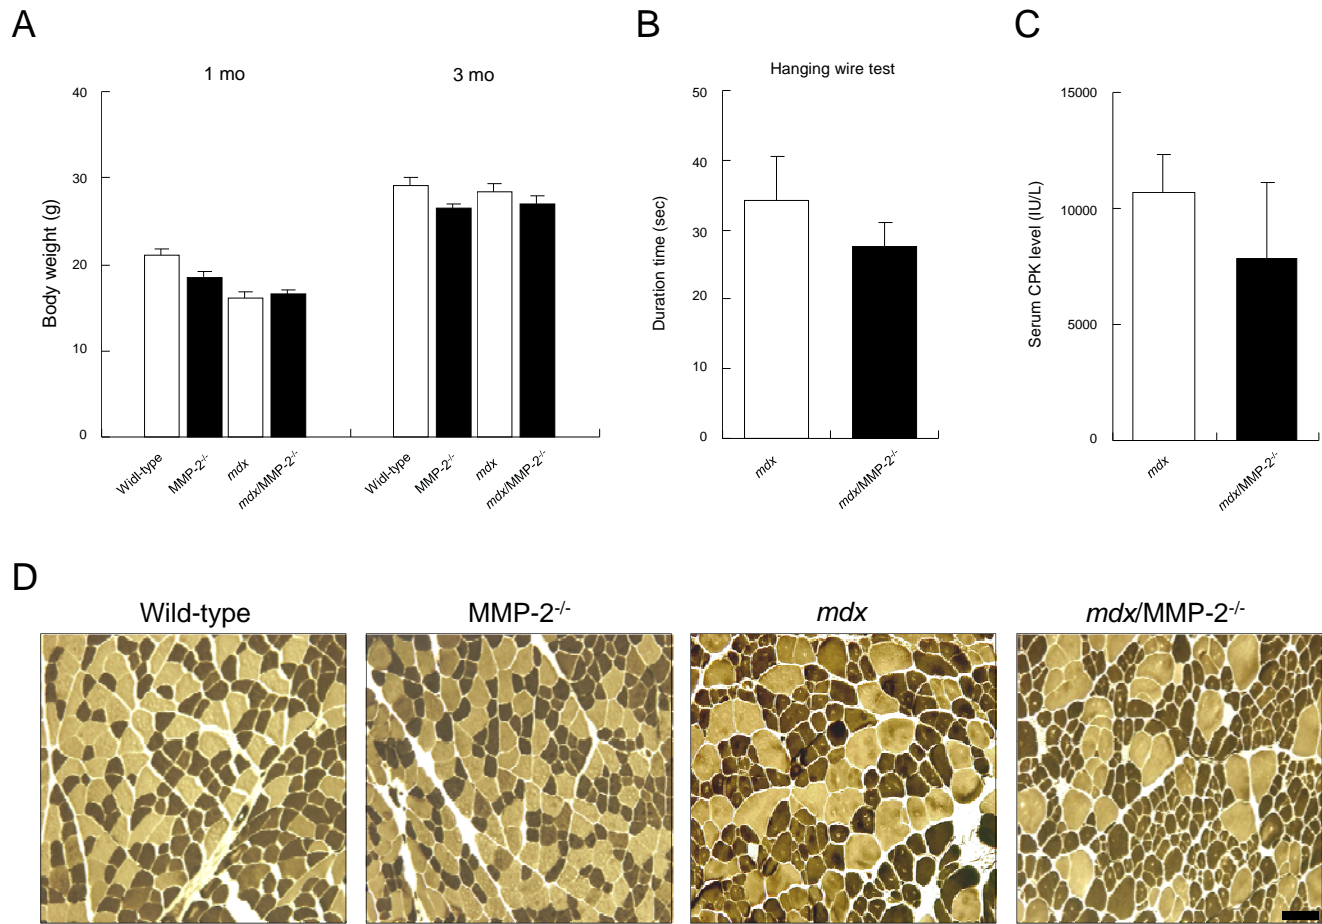 A
B
C
1 mo
3 mo
Hanging wire test
40
30
20
10
0
Body weight (g)
Widl-type
MMP-2-/-
mdx
mdx/MMP-2-/-
Widl-type
MMP-2-/-
mdx
mdx/MMP-2-/-
50
40
30
20
10
0
Duration time (sec)
mdx
mdx/MMP-2-/-
15000
10000
5000
0
Serum CPK level (IU/L)
mdx
mdx/MMP-2-/-
D
Wild-type
MMP-2-/-
mdx
mdx/MMP-2-/-